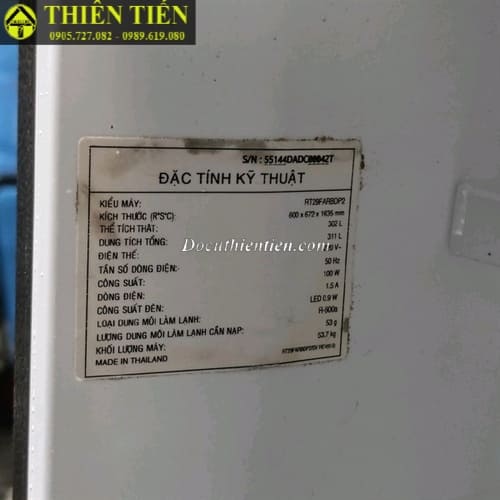 THIÊN TIẾN
0905.727.082 - 0989.619.080
S/N : 55144DADC00042T
ĐẶC TÍNH KỸ THUẬT
KIỂU MÁY: RT29FARBDP2
KÍCH THƯỚC (R*S*C): 600 x 672 x 1635 mm
THỂ TÍCH THẬT: 302 L
DUNG TÍCH TỔNG: 311 L
ĐIỆN THẾ:
Docuthientien.com
TẦN SỐ DÒNG ĐIỆN: 50 Hz
CÔNG SUẤT: 100 W
DÒNG ĐIỆN: 1.5 A
CÔNG SUẤT ĐÈN: LED 0.9 W
LOẠI DUNG MÔI LÀM LẠNH: R-600a
LƯỢNG DUNG MÔI LÀM LẠNH CẦN NẠP: 53 g
KHỐI LƯỢNG MÁY: 53.7 kg
MADE IN THAILAND